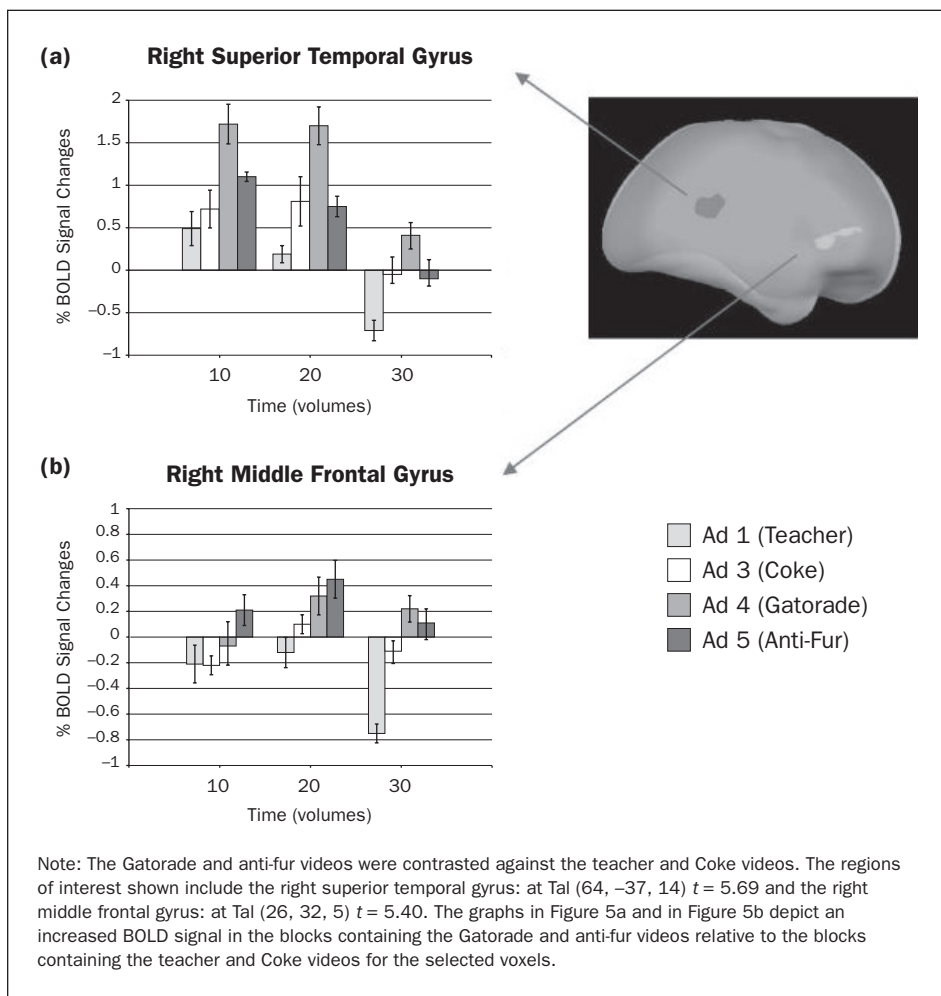 (a)
Right Superior Temporal Gyrus
2
1.5
1
0.5
0
–0.5
–1
% BOLD Signal Changes
10 20 30
Time (volumes)
(b)
Right Middle Frontal Gyrus
1
0.8
0.6
0.4
0.2
0
–0.2
–0.4
–0.6
–0.8
–1
% BOLD Signal Changes
10 20 30
Time (volumes)
Ad 1 (Teacher)
Ad 3 (Coke)
Ad 4 (Gatorade)
Ad 5 (Anti-Fur)
Note: The Gatorade and anti-fur videos were contrasted against the teacher and Coke videos. The regions
of interest shown include the right superior temporal gyrus: at Tal (64, –37, 14) t = 5.69 and the right
middle frontal gyrus: at Tal (26, 32, 5) t = 5.40. The graphs in Figure 5a and in Figure 5b depict an
increased BOLD signal in the blocks containing the Gatorade and anti-fur videos relative to the blocks
containing the teacher and Coke videos for the selected voxels.